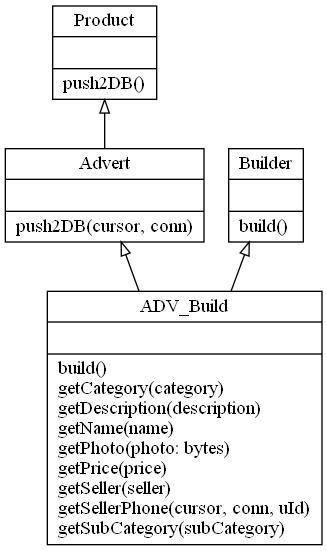 Product
push2DB()
Advert
push2DB(cursor, conn)
Builder
build()
ADV_Build
build()
getCategory(category)
getDescription(description)
getName(name)
getPhoto(photo: bytes)
getPrice(price)
getSeller(seller)
getSellerPhone(cursor, conn, uId)
getSubCategory(subCategory)